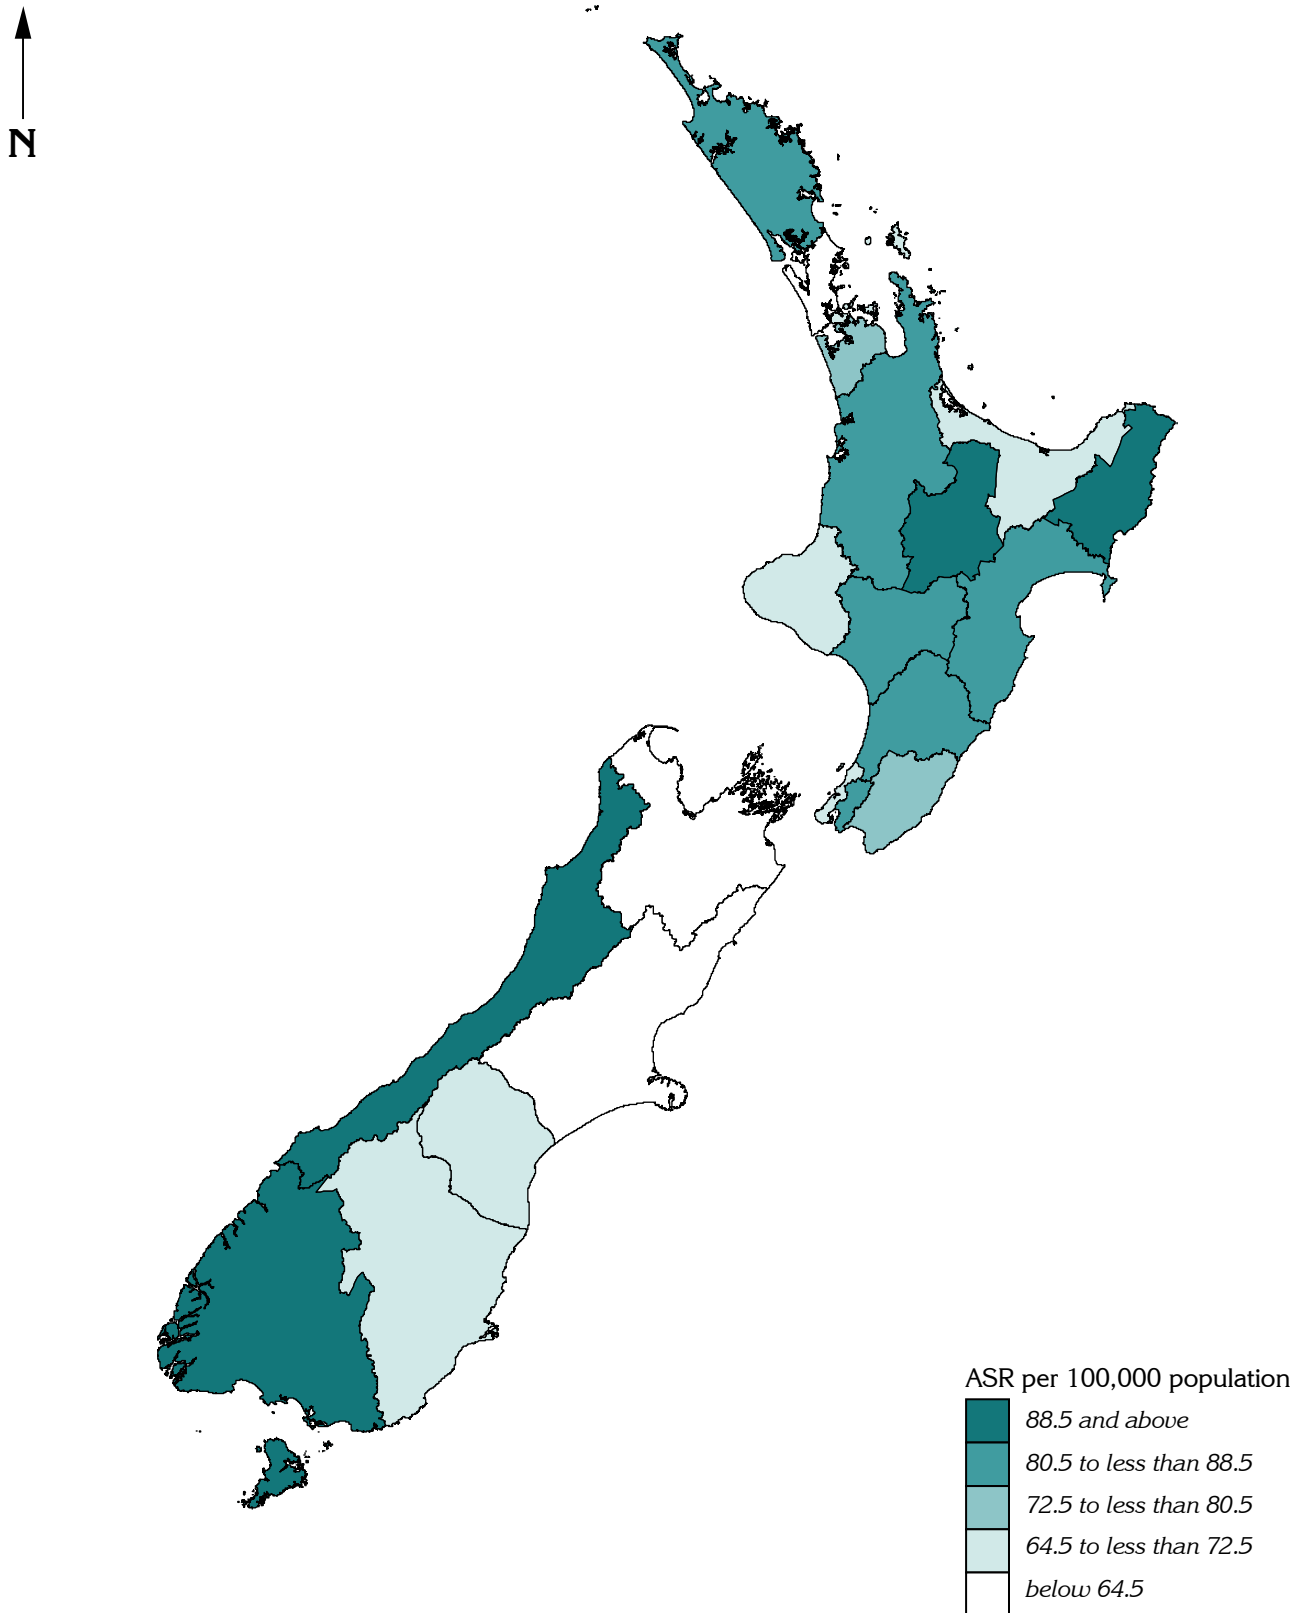 N
ASR per 100,000 population
88.5 and above
80.5 to less than 88.5
72.5 to less than 80.5
64.5 to less than 72.5
below 64.5